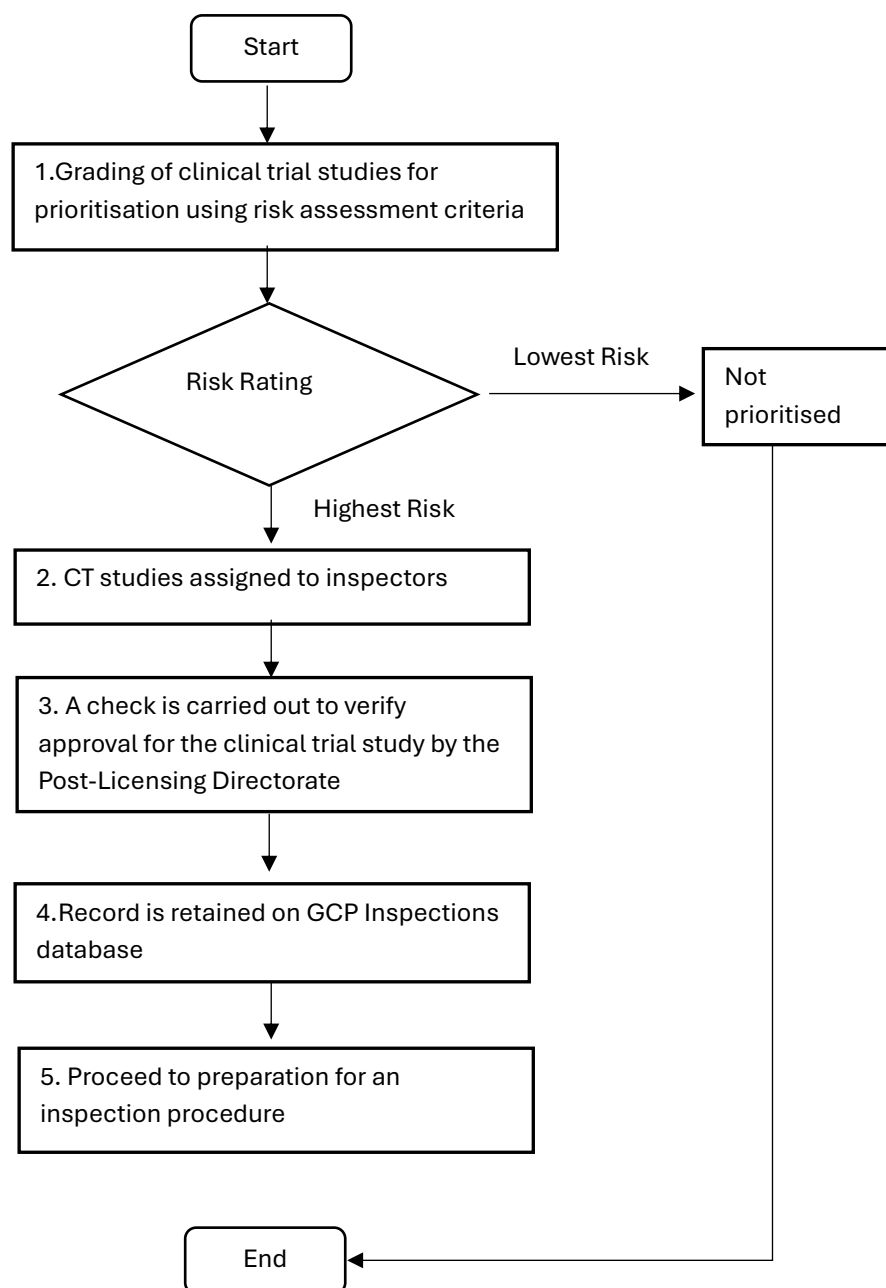 Start
1.Grading of clinical trial studies for
prioritisation using risk assessment criteria
Risk Rating
Lowest Risk
Not
prioritised
Highest Risk
2. CT studies assigned to inspectors
3. A check is carried out to verify
approval for the clinical trial study by the
Post-Licensing Directorate
4.Record is retained on GCP Inspections
database
5. Proceed to preparation for an
inspection procedure
End